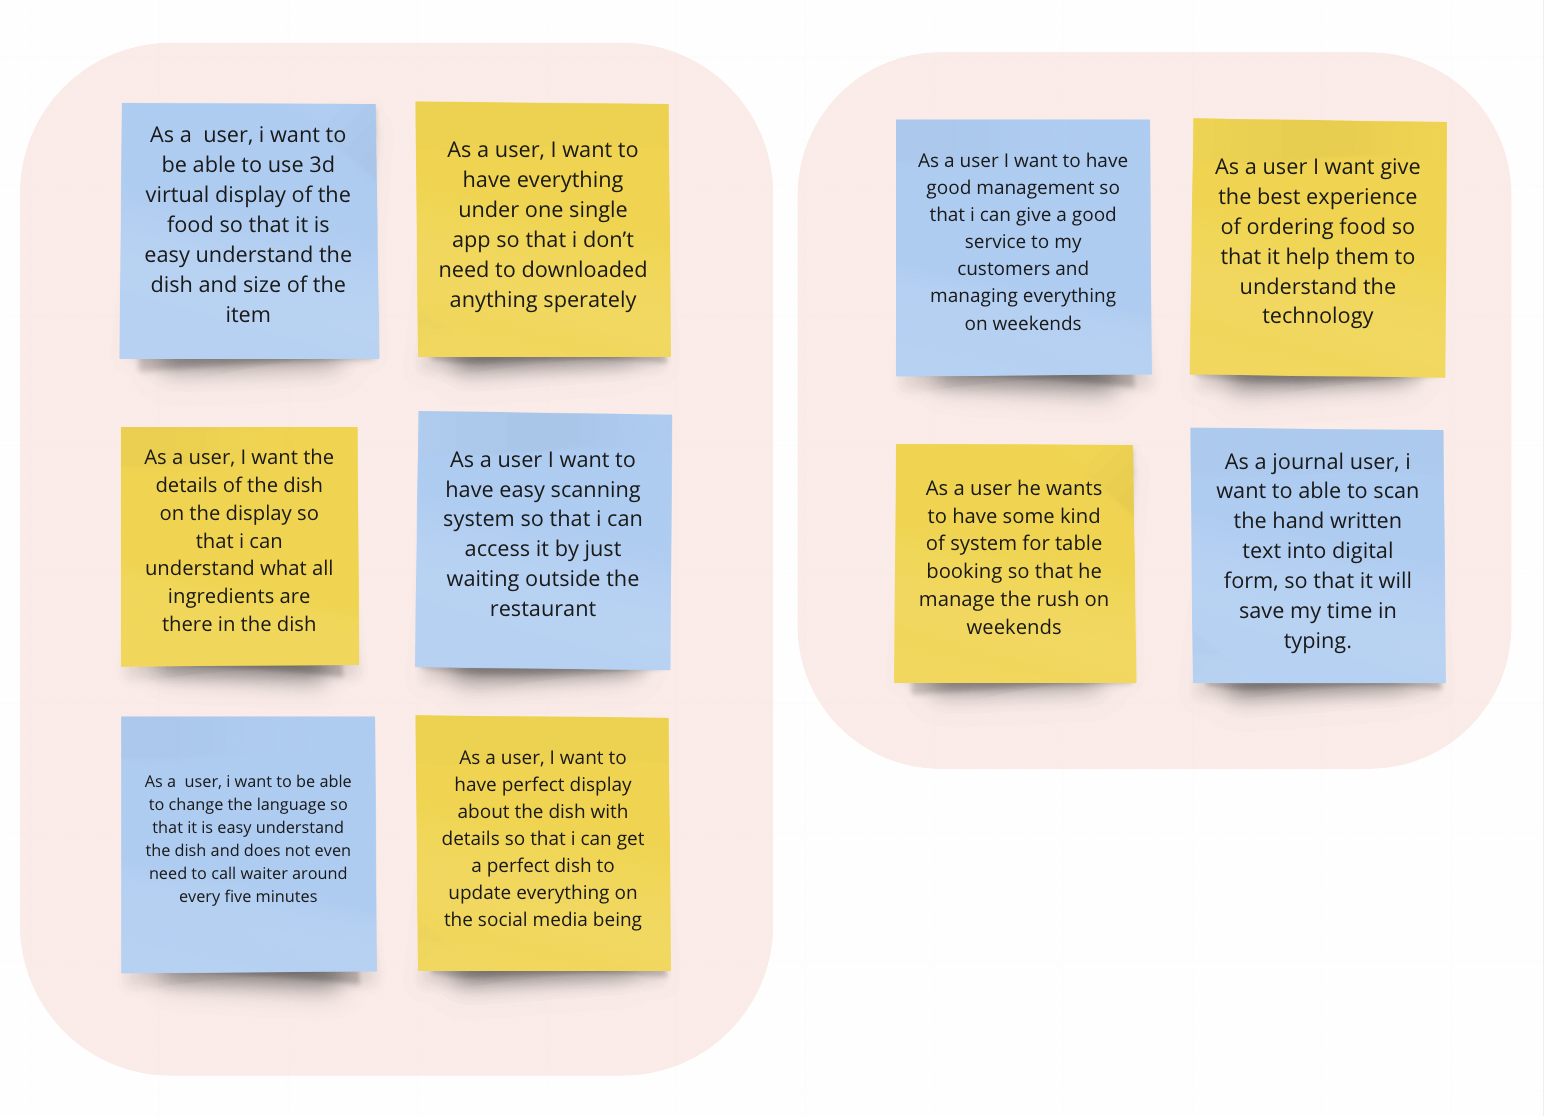 As a  user, i want to
be able to use 3d
virtual display of the
food so that it is
easy understand the
dish and size of the
item
As a user, I want to
have everything
under one single
app so that i don't
need to downloaded
anything sperately
As a user, I want the
details of the dish
on the display so
that i can
understand what all
ingredients are
there in the dish
As a user I want to
have easy scanning
system so that i can
access it by just
waiting outside the
restaurant
As a  user, i want to be able
to change the language so
that it is easy understand
the dish and does not even
need to call waiter around
every five minutes
As a user, I want to
have perfect display
about the dish with
details so that i can get
a perfect dish to
update everything on
the social media being
As a user I want to have
good management so
that i can give a good
service to my
customers and
managing everything
on weekends
As a user I want give
the best experience
of ordering food so
that it help them to
understand the
technology
As a user he wants
to have some kind
of system for table
booking so that he
manage the rush on
weekends
As a journal user, i
want to able to scan
the hand written
text into digital
form, so that it will
save my time in
typing.